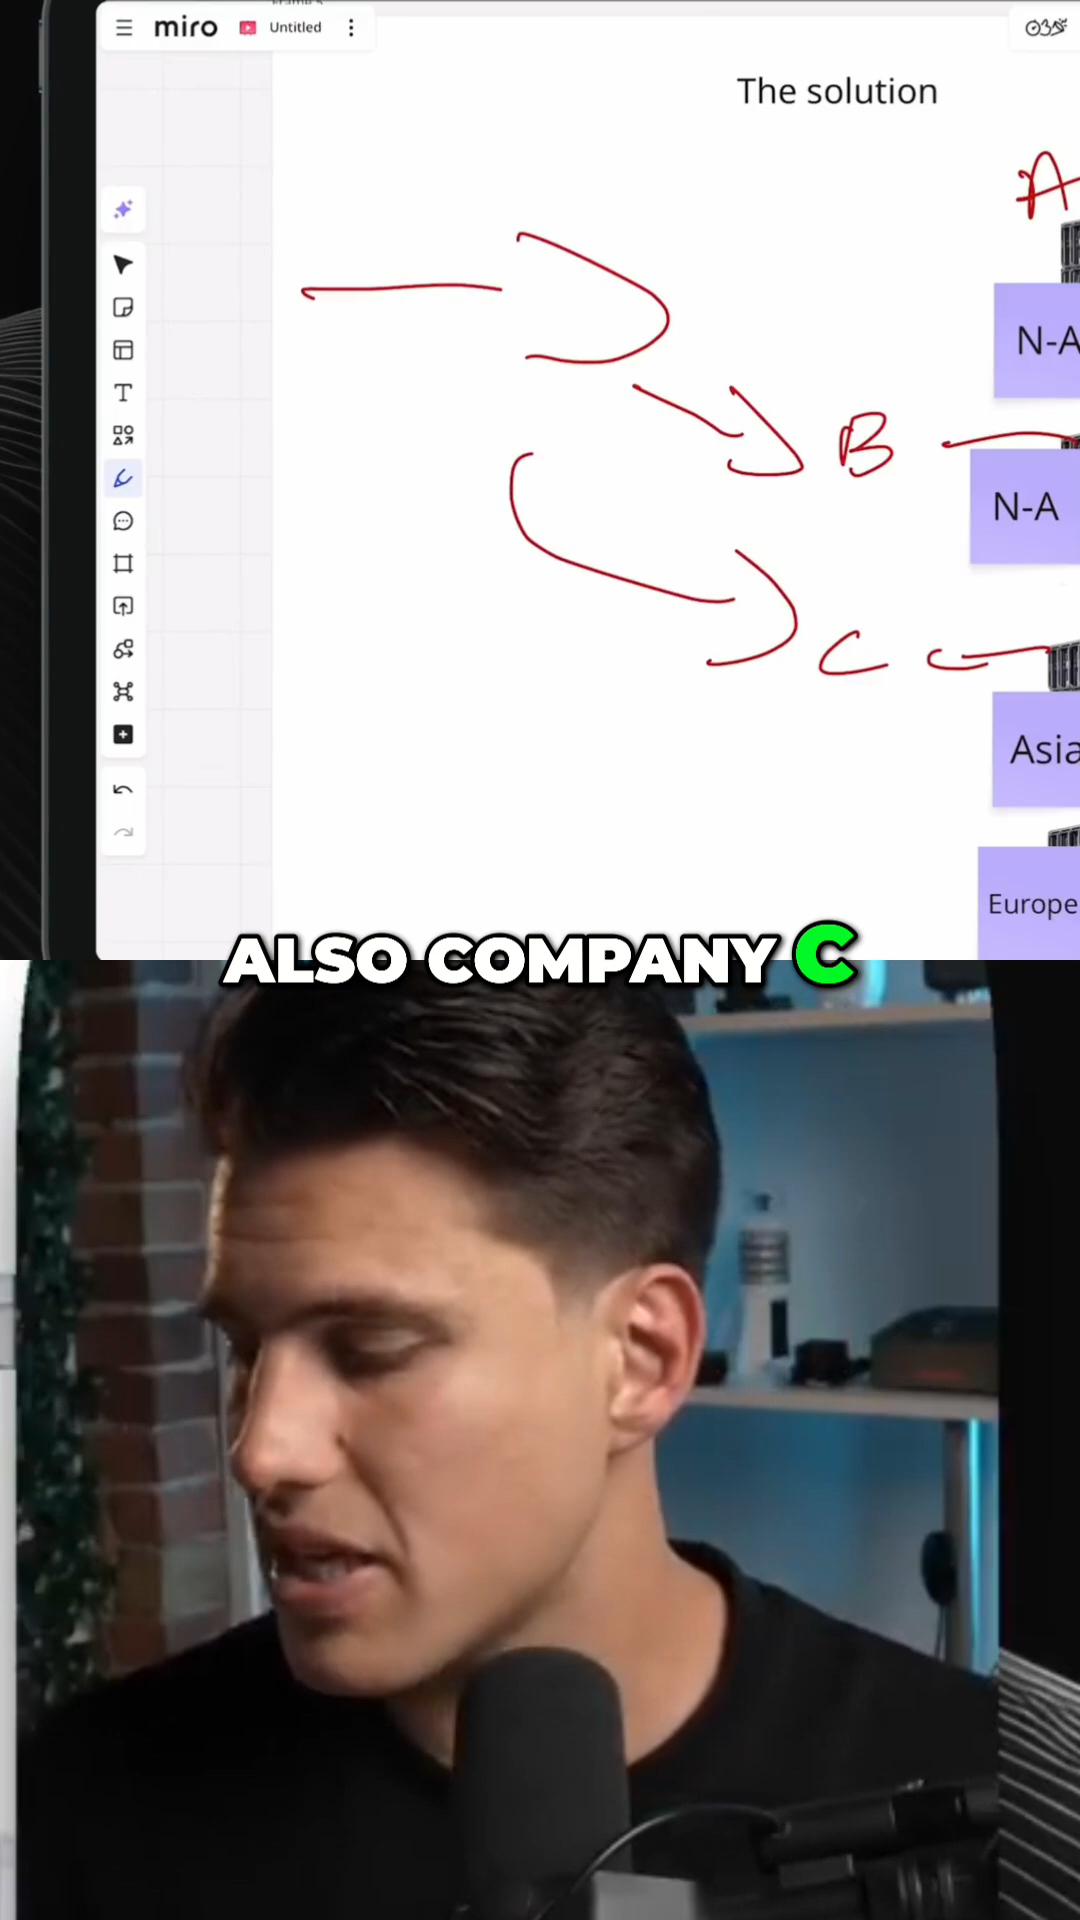 miro
Untitled
The solution
A
N-A
B
N-A
C
Asia
Europe
ALSO COMPANY C